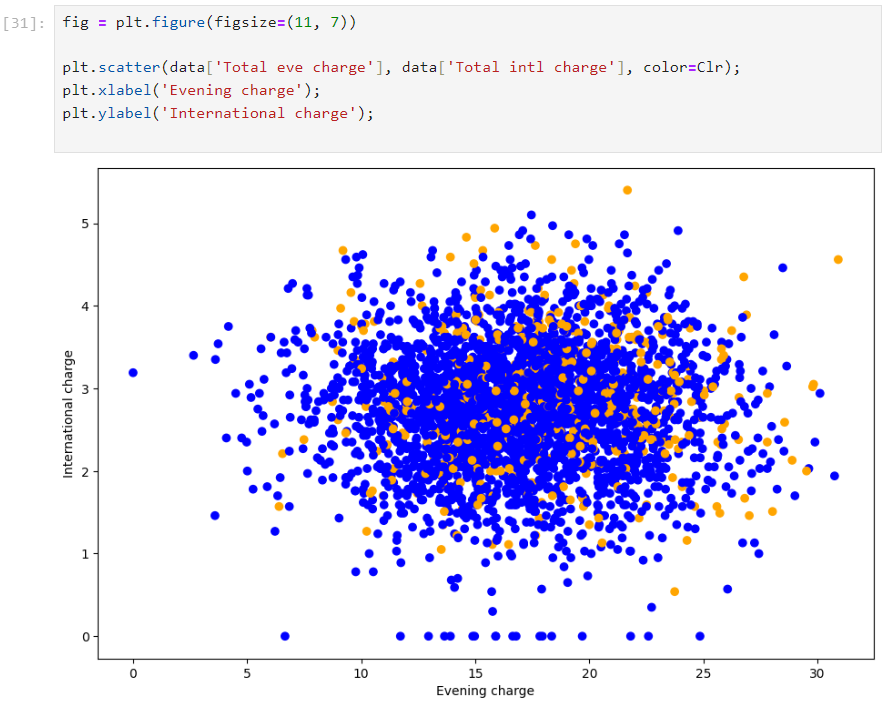 [31]:
fig = plt.figure(figsize=(11, 7))
plt.scatter(data['Total eve charge'], data['Total intl charge'], color=Clr);
plt.xlabel('Evening charge');
plt.ylabel('International charge');
5
4
3
2
1
0
International charge
0 5 10 15 20 25 30
Evening charge